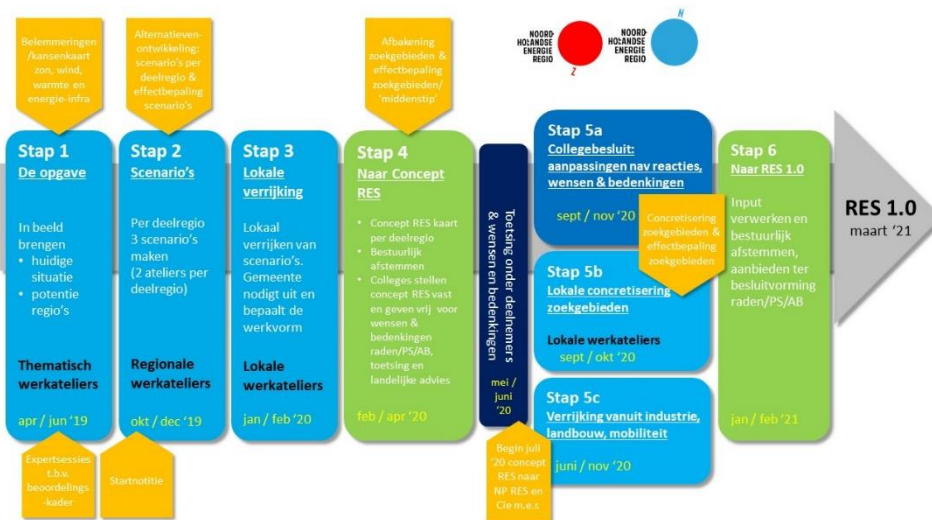 Belemmeringen
/kansenkaart
zon, wind,
warmte en
energie-infra
Alternatieven-
ontwikkeling:
scenario's per
deelregio &
effectbepaling
scenario's
Afbakening
zoekgebieden &
effectbepaling
zoekgebieden/
'middenstip'
NOORD
HOLLANDSE
ENERGIE
REGIO
Z
NOORD
HOLLANDSE
ENERGIE
REGIO
N
Stap 1
De opgave
In beeld
brengen
• huidige
situatie
• potentie
regio's
Thematisch
werkateliers
apr / jun '19
Expertsessies
t.b.v.
beoordelings
-kader
Stap 2
Scenario's
Per deelregio
3 scenario's
maken
(2 ateliers per
deelregio)
Regionale
werkateliers
okt / dec '19
Startnotitie
Stap 3
Lokale
verrijking
Lokaal
verrijken van
scenario's.
Gemeente
nodigt uit en
bepaalt de
werkvorm
Lokale
werkateliers
jan / feb '20
Stap 4
Naar Concept
RES
• Concept RES kaart
per deelregio
• Bestuurlijk
afstemmen
• Colleges stellen
concept RES vast
en geven vrij voor
wensen &
bedenkingen
raden/PS/AB,
toetsing en
landelijke advies
feb / apr '20
Toetsing onder deelnemers
& wensen en bedenkingen
mei /
juni
'20
Begin juli
'20 concept
RES naar
NP RES en
Cie m.e.r.
Stap 5a
Collegebesluit:
aanpassingen nav reacties,
wensen & bedenkingen
sept / nov '20
Concretisering
zoekgebieden &
effectbepaling
zoekgebieden
Stap 5b
Lokale concretisering
zoekgebieden
Lokale werkateliers
sept / okt '20
Stap 5c
Verrijking vanuit industrie,
landbouw, mobiliteit
juni / nov '20
Stap 6
Naar RES 1.0
Input
verwerken en
bestuurlijk
afstemmen,
aanbieden ter
besluitvorming
raden/PS/AB
jan / feb '21
RES 1.0
maart '21